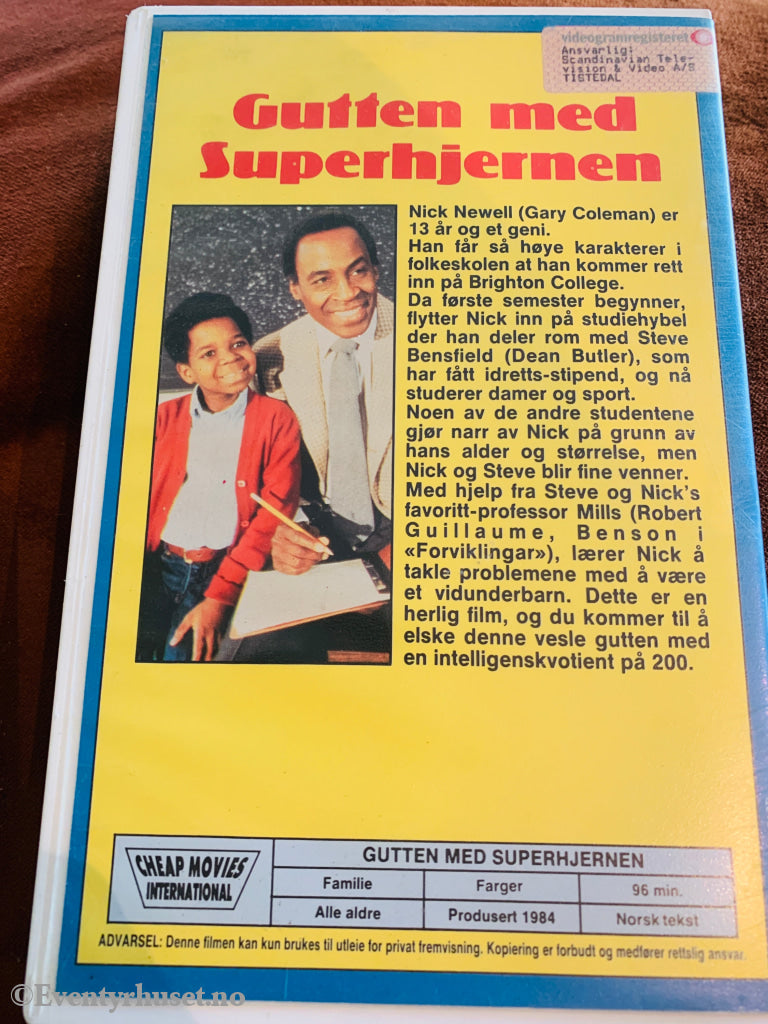 videogramregisteret
Ansvarlig:
Scandinavian Tele-
vision & Video A/S
TISTEDAL
Gutten med
Superhjernen
Nick Newell (Gary Coleman) er
13 år og et geni.
Han får så høye karakterer i
folkeskolen at han kommer rett
inn på Brighton College.
Da første semester begynner,
flytter Nick inn på studiehybel
der han deler rom med Steve
Bensfield (Dean Butler), som
har fått idretts-stipend, og nå
studerer damer og sport.
Noen av de andre studentene
gjør narr av Nick på grunn av
hans alder og størrelse, men
Nick og Steve blir fine venner.
Med hjelp fra Steve og Nick's
favoritt-professor Mills (Robert
Guillaume, Benson i
«Forviklingar»), lærer Nick å
takle problemene med å være
et vidunderbarn. Dette er en
herlig film, og du kommer til å
elske denne vesle gutten med
en intelligenskvotient på 200.
CHEAP MOVIES
INTERNATIONAL
GUTTEN MED SUPERHJERNEN
Familie Farger 96 min.
Alle aldre Produsert 1984 Norsk tekst
ADVARSEL: Denne filmen kan kun brukes til utleie for privat fremvisning. Kopiering er forbudt og medfører rettslig ansvar.
©Eventyrhuset.no